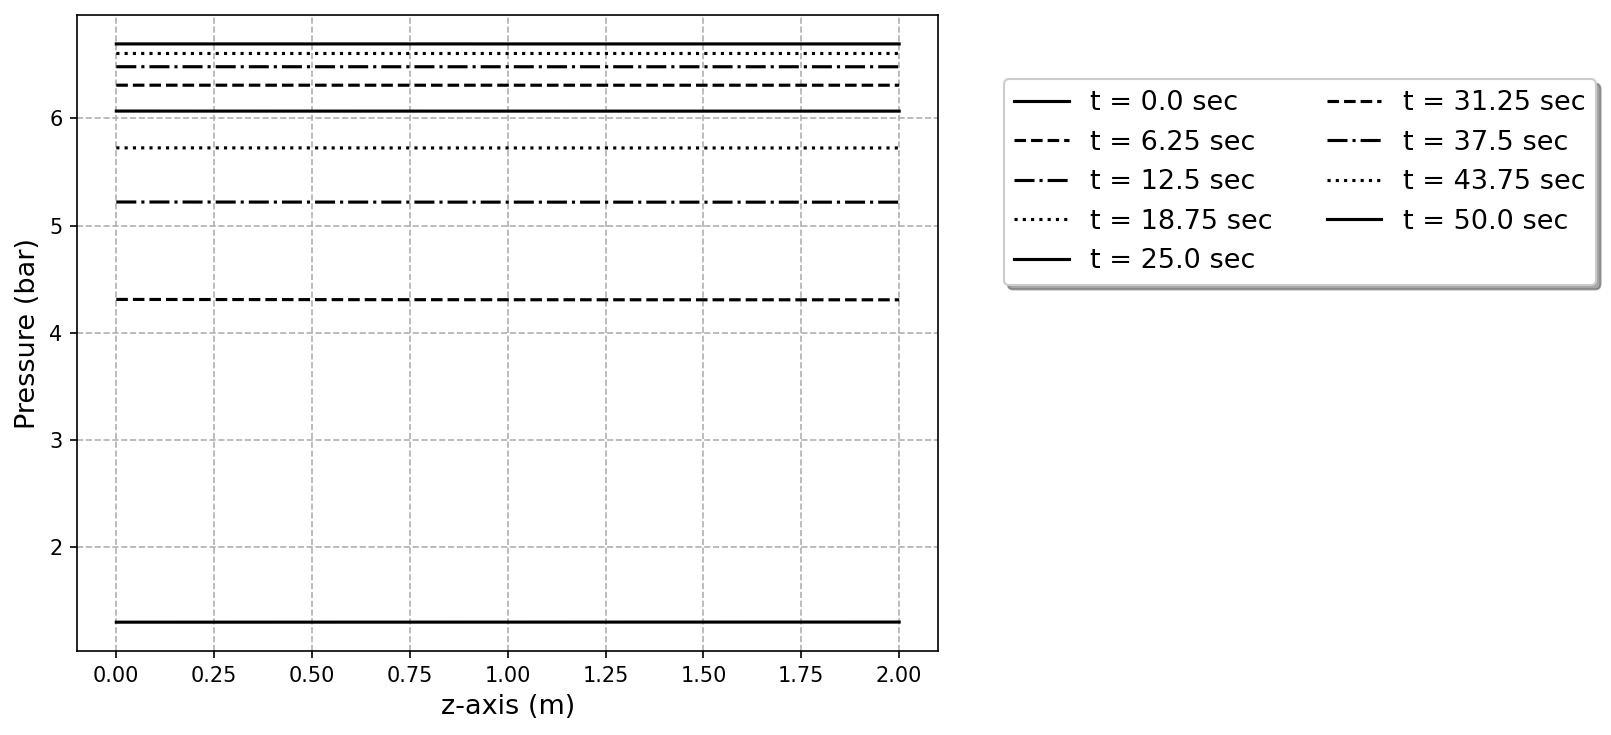 6
5
4
3
2
Pressure (bar)
0.00 0.25 0.50 0.75 1.00 1.25 1.50 1.75 2.00
z-axis (m)
t = 0.0 sec
t = 6.25 sec
t = 12.5 sec
t = 18.75 sec
t = 25.0 sec
t = 31.25 sec
t = 37.5 sec
t = 43.75 sec
t = 50.0 sec